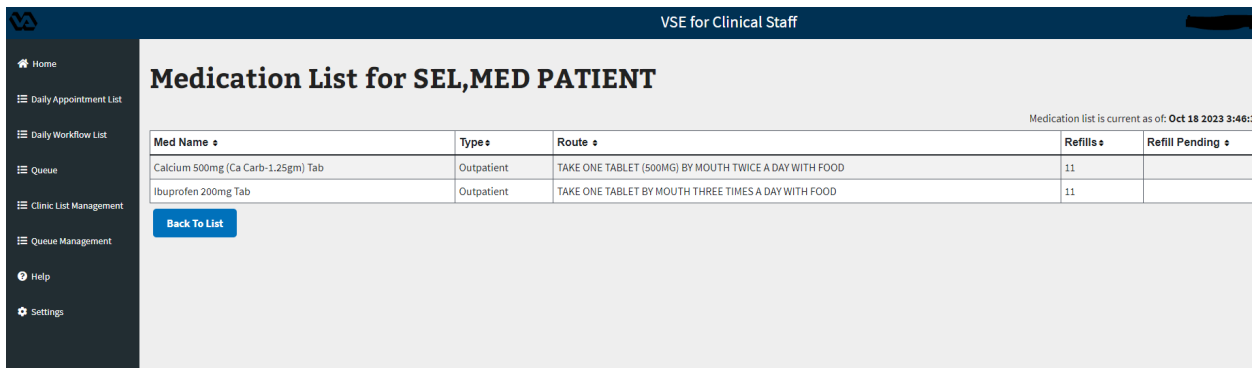 VSE for Clinical Staff
Home
Daily Appointment List
Daily Workflow List
Queue
Clinic List Management
Queue Management
Help
Settings
Medication List for SEL,MED PATIENT
Medication list is current as of: Oct 18 2023 3:46:
Med Name Type Route Refills Refill Pending
Calcium 500mg (Ca Carb-1.25gm) Tab Outpatient TAKE ONE TABLET (500MG) BY MOUTH TWICE A DAY WITH FOOD 11
Ibuprofen 200mg Tab Outpatient TAKE ONE TABLET BY MOUTH THREE TIMES A DAY WITH FOOD 11
Back To List